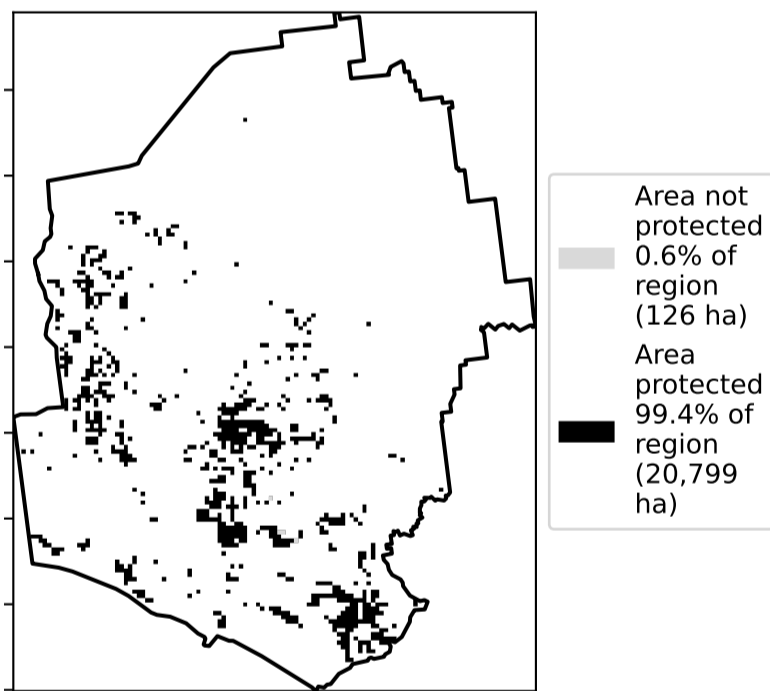 Area not
protected
0.6% of
region
(126 ha)
Area
protected
99.4% of
region
(20,799
ha)